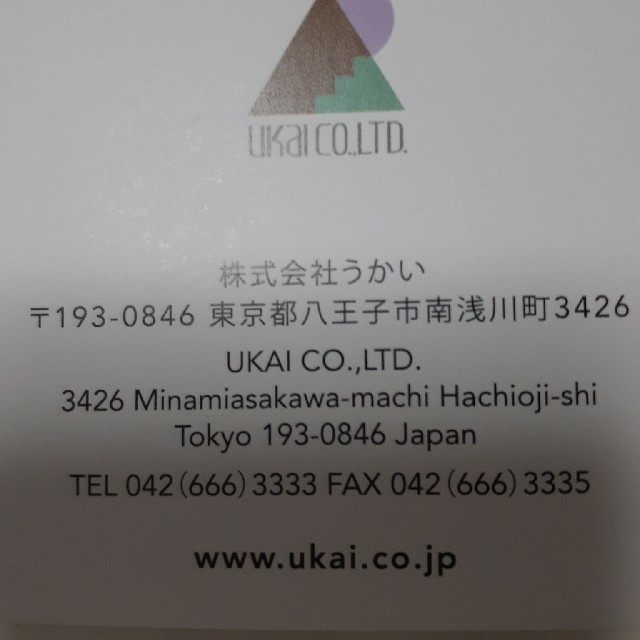 UKAI CO.,LTD.
株式会社うかい
〒193-0846 東京都八王子市南浅川町3426
UKAI CO.,LTD.
3426 Minamiasakawa-machi Hachioji-shi
Tokyo 193-0846 Japan
TEL 042(666)3333 FAX 042(666)3335
www.ukai.co.jp